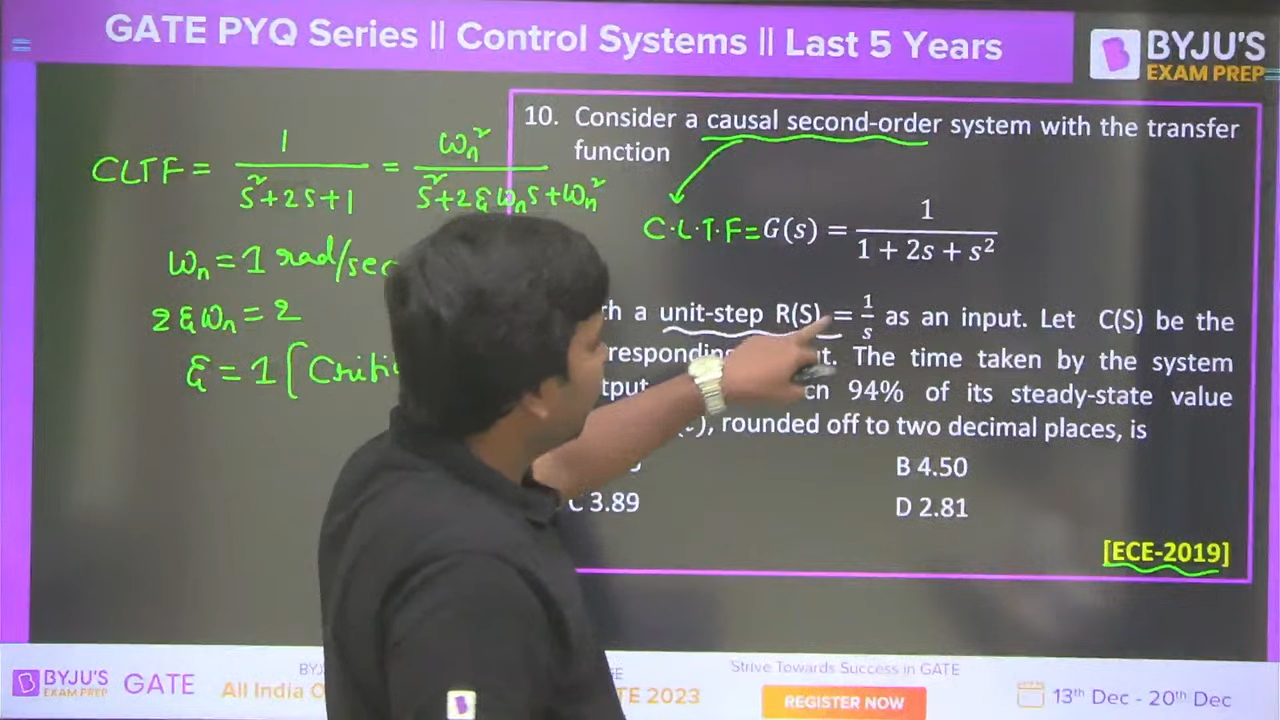 GATE PYQ Series || Control Systems || Last 5 Years
BYJU'S
EXAM PREP
CLTF = 1 / (s² + 2s + 1) = ωn² / (s² + 2ξωns + ωn²)
ωn = 1 rad/sec
2ξωn = 2
ξ = 1 [Criti
10. Consider a causal second-order system with the transfer
function
C.L.T.F = G(s) = 1 / (1 + 2s + s²)
a unit-step R(S) = 1/s as an input. Let C(S) be the
The time taken by the system
94% of its steady-state value
, rounded off to two decimal places, is
B 4.50
C 3.89
D 2.81
[ECE-2019]
BYJU'S
EXAM PREP
GATE
All India
Strive Towards Success in GATE
2023
REGISTER NOW
13th Dec - 20th Dec